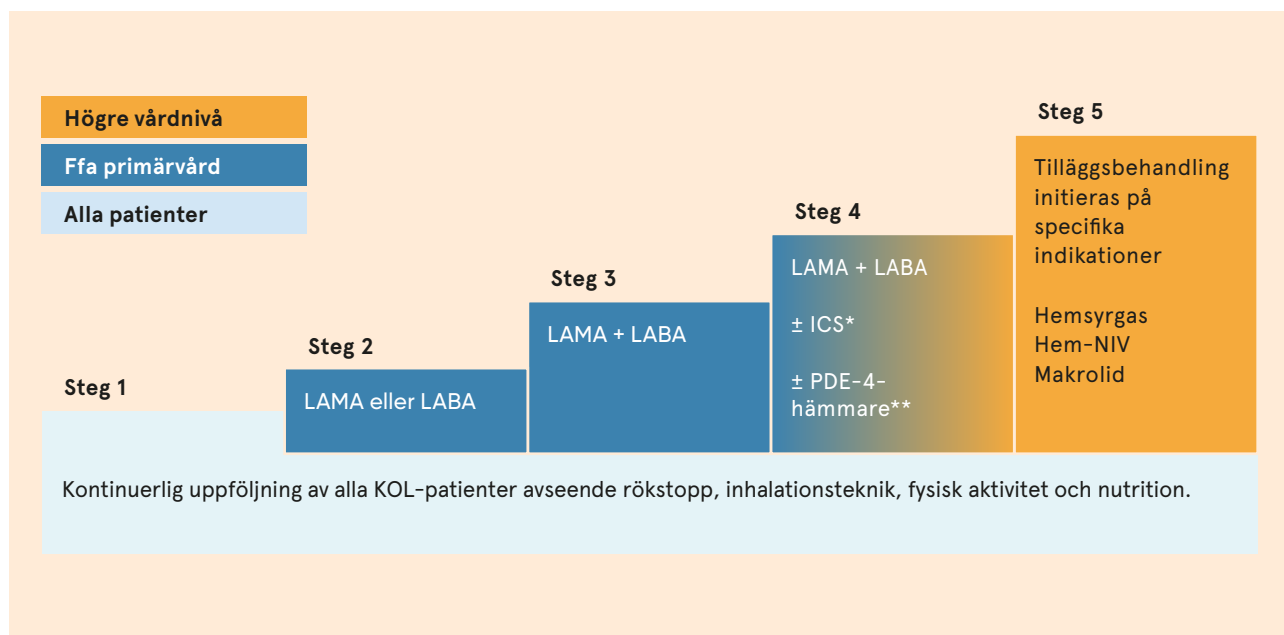 Högre vårdnivå
Ffa primärvård
Alla patienter
Steg 1
Steg 2
LAMA eller LABA
Steg 3
LAMA + LABA
Steg 4
LAMA + LABA
± ICS*
± PDE-4-
hämmare**
Steg 5
Tilläggsbehandling
initieras på
specifika
indikationer
Hemsyrgas
Hem-NIV
Makrolid
Kontinuerlig uppföljning av alla KOL-patienter avseende rökstopp, inhalationsteknik, fysisk aktivitet och nutrition.